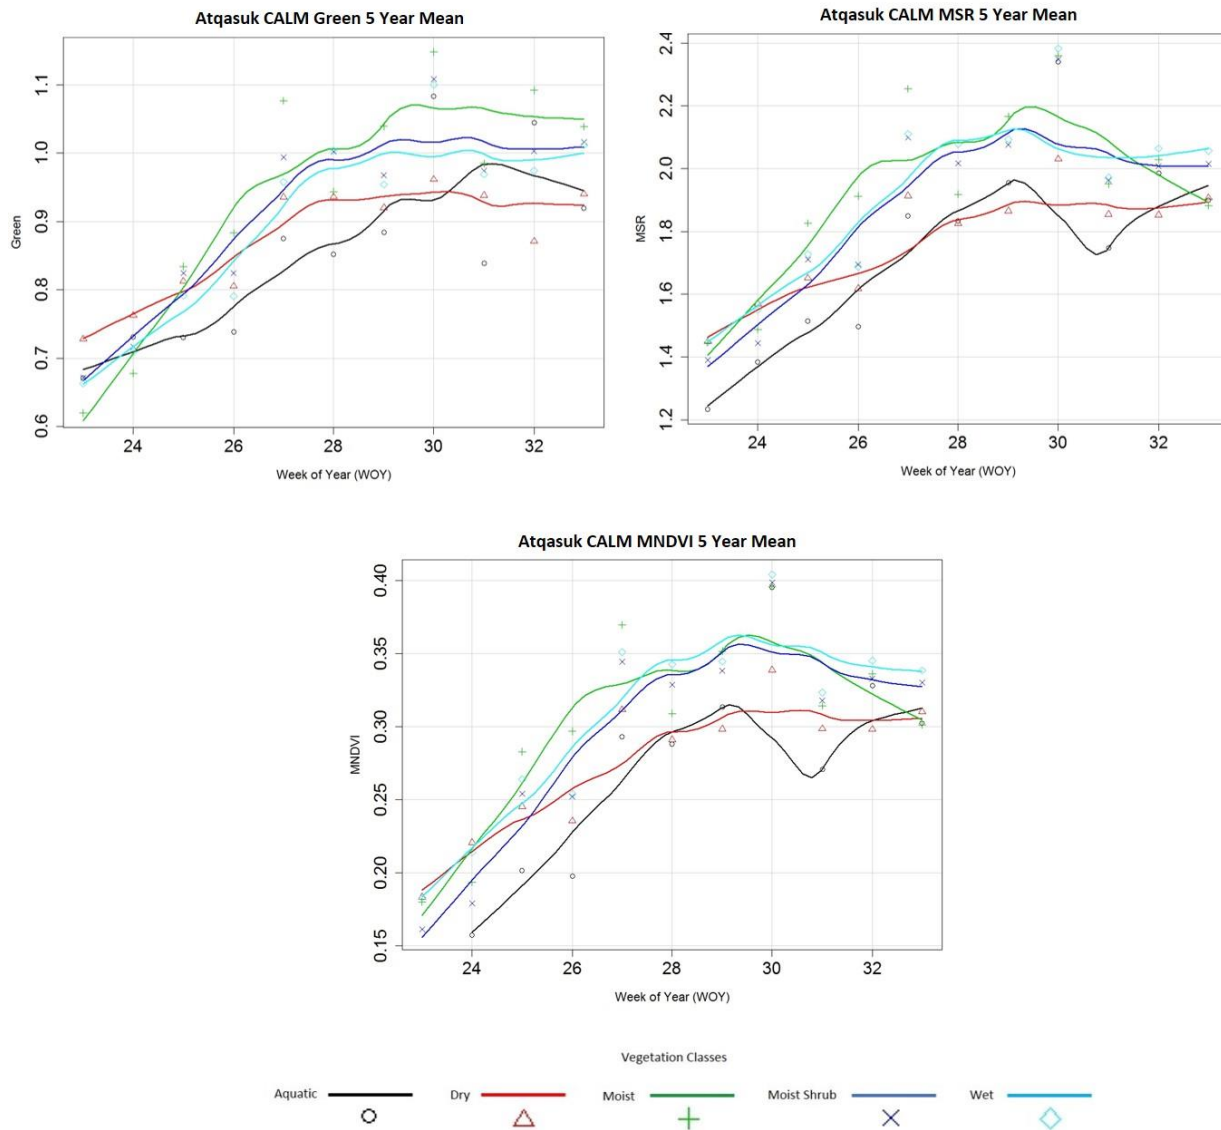 Atqasuk CALM Green 5 Year Mean
Green
1.1
1.0
0.9
0.8
0.7
0.6
24 26 28 30 32
Week of Year (WOY)
Atqasuk CALM MSR 5 Year Mean
MSR
2.4
2.2
2.0
1.8
1.6
1.4
1.2
24 26 28 30 32
Week of Year (WOY)
Atqasuk CALM MNDVI 5 Year Mean
MNDVI
0.40
0.35
0.30
0.25
0.20
0.15
24 26 28 30 32
Week of Year (WOY)
Vegetation Classes
Aquatic Dry Moist Moist Shrub Wet